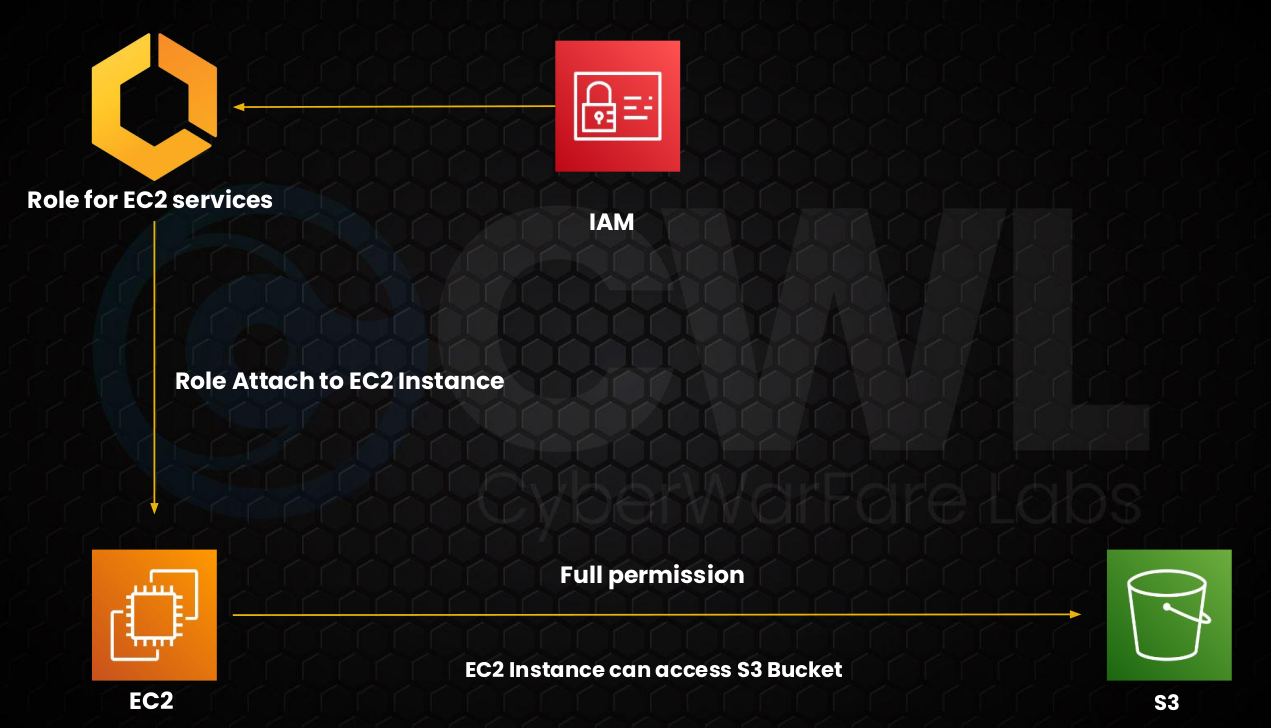 Role for EC2 services
IAM
CWL
CyberWarFare Labs
Role Attach to EC2 Instance
Full permission
EC2 Instance can access S3 Bucket
EC2
S3